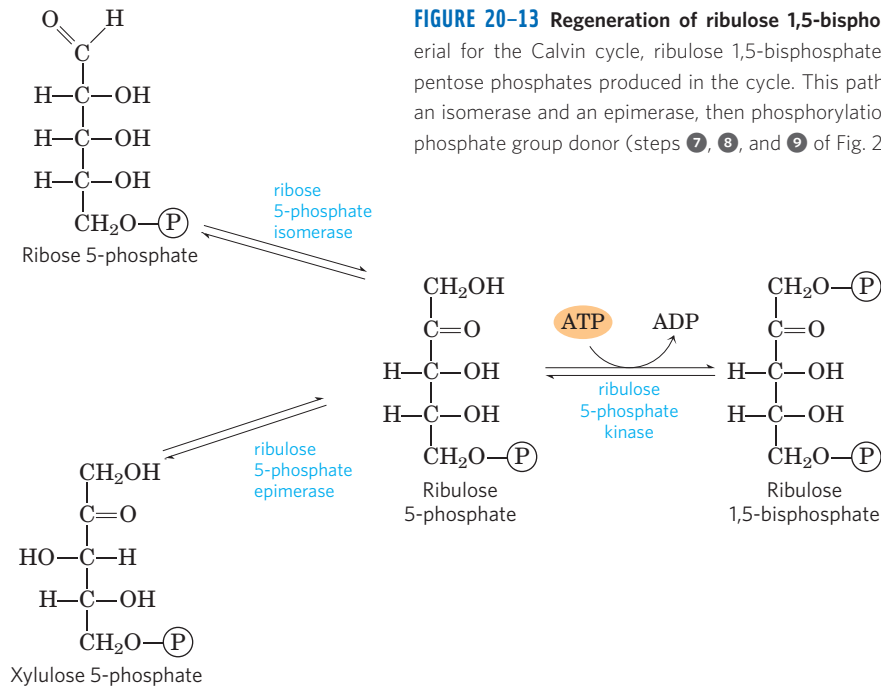 FIGURE 20–13 Regeneration of ribulose 1,5-bispho
erial for the Calvin cycle, ribulose 1,5-bisphosphate
pentose phosphates produced in the cycle. This path
an isomerase and an epimerase, then phosphorylatio
phosphate group donor (steps 7, 8, and 9 of Fig. 2
O H
C
H—C—OH
H—C—OH
H—C—OH
CH₂O—P
Ribose 5-phosphate
ribose
5-phosphate
isomerase
CH₂OH
C=O
H—C—OH
H—C—OH
CH₂O—P
Ribulose
5-phosphate
ATP ADP
ribulose
5-phosphate
kinase
CH₂O—P
C=O
H—C—OH
H—C—OH
CH₂O—P
Ribulose
1,5-bisphosphate
ribulose
5-phosphate
epimerase
CH₂OH
C=O
HO—C—H
H—C—OH
CH₂O—P
Xylulose 5-phosphate